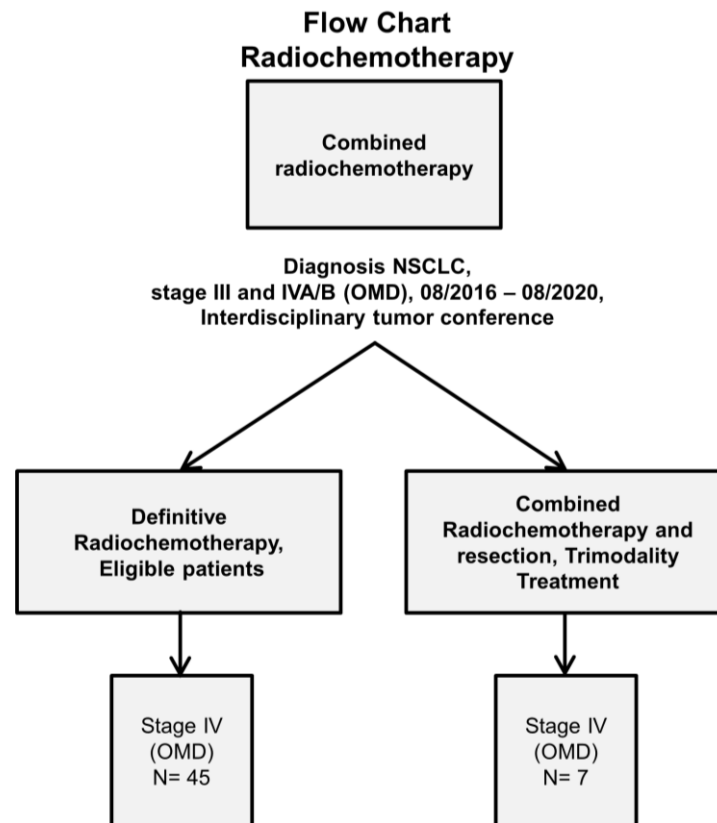 Flow Chart
Radiochemotherapy
Combined
radiochemotherapy
Diagnosis NSCLC,
stage III and IVA/B (OMD), 08/2016 – 08/2020,
Interdisciplinary tumor conference
Definitive
Radiochemotherapy,
Eligible patients
Combined
Radiochemotherapy and
resection, Trimodality
Treatment
Stage IV
(OMD)
N= 45
Stage IV
(OMD)
N= 7